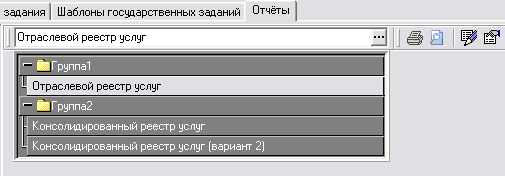 задания Шаблоны государственных заданий Отчёты
Отраслевой реестр услуг ...
Группа1
Отраслевой реестр услуг
Группа2
Консолидированный реестр услуг
Консолидированный реестр услуг (вариант 2)